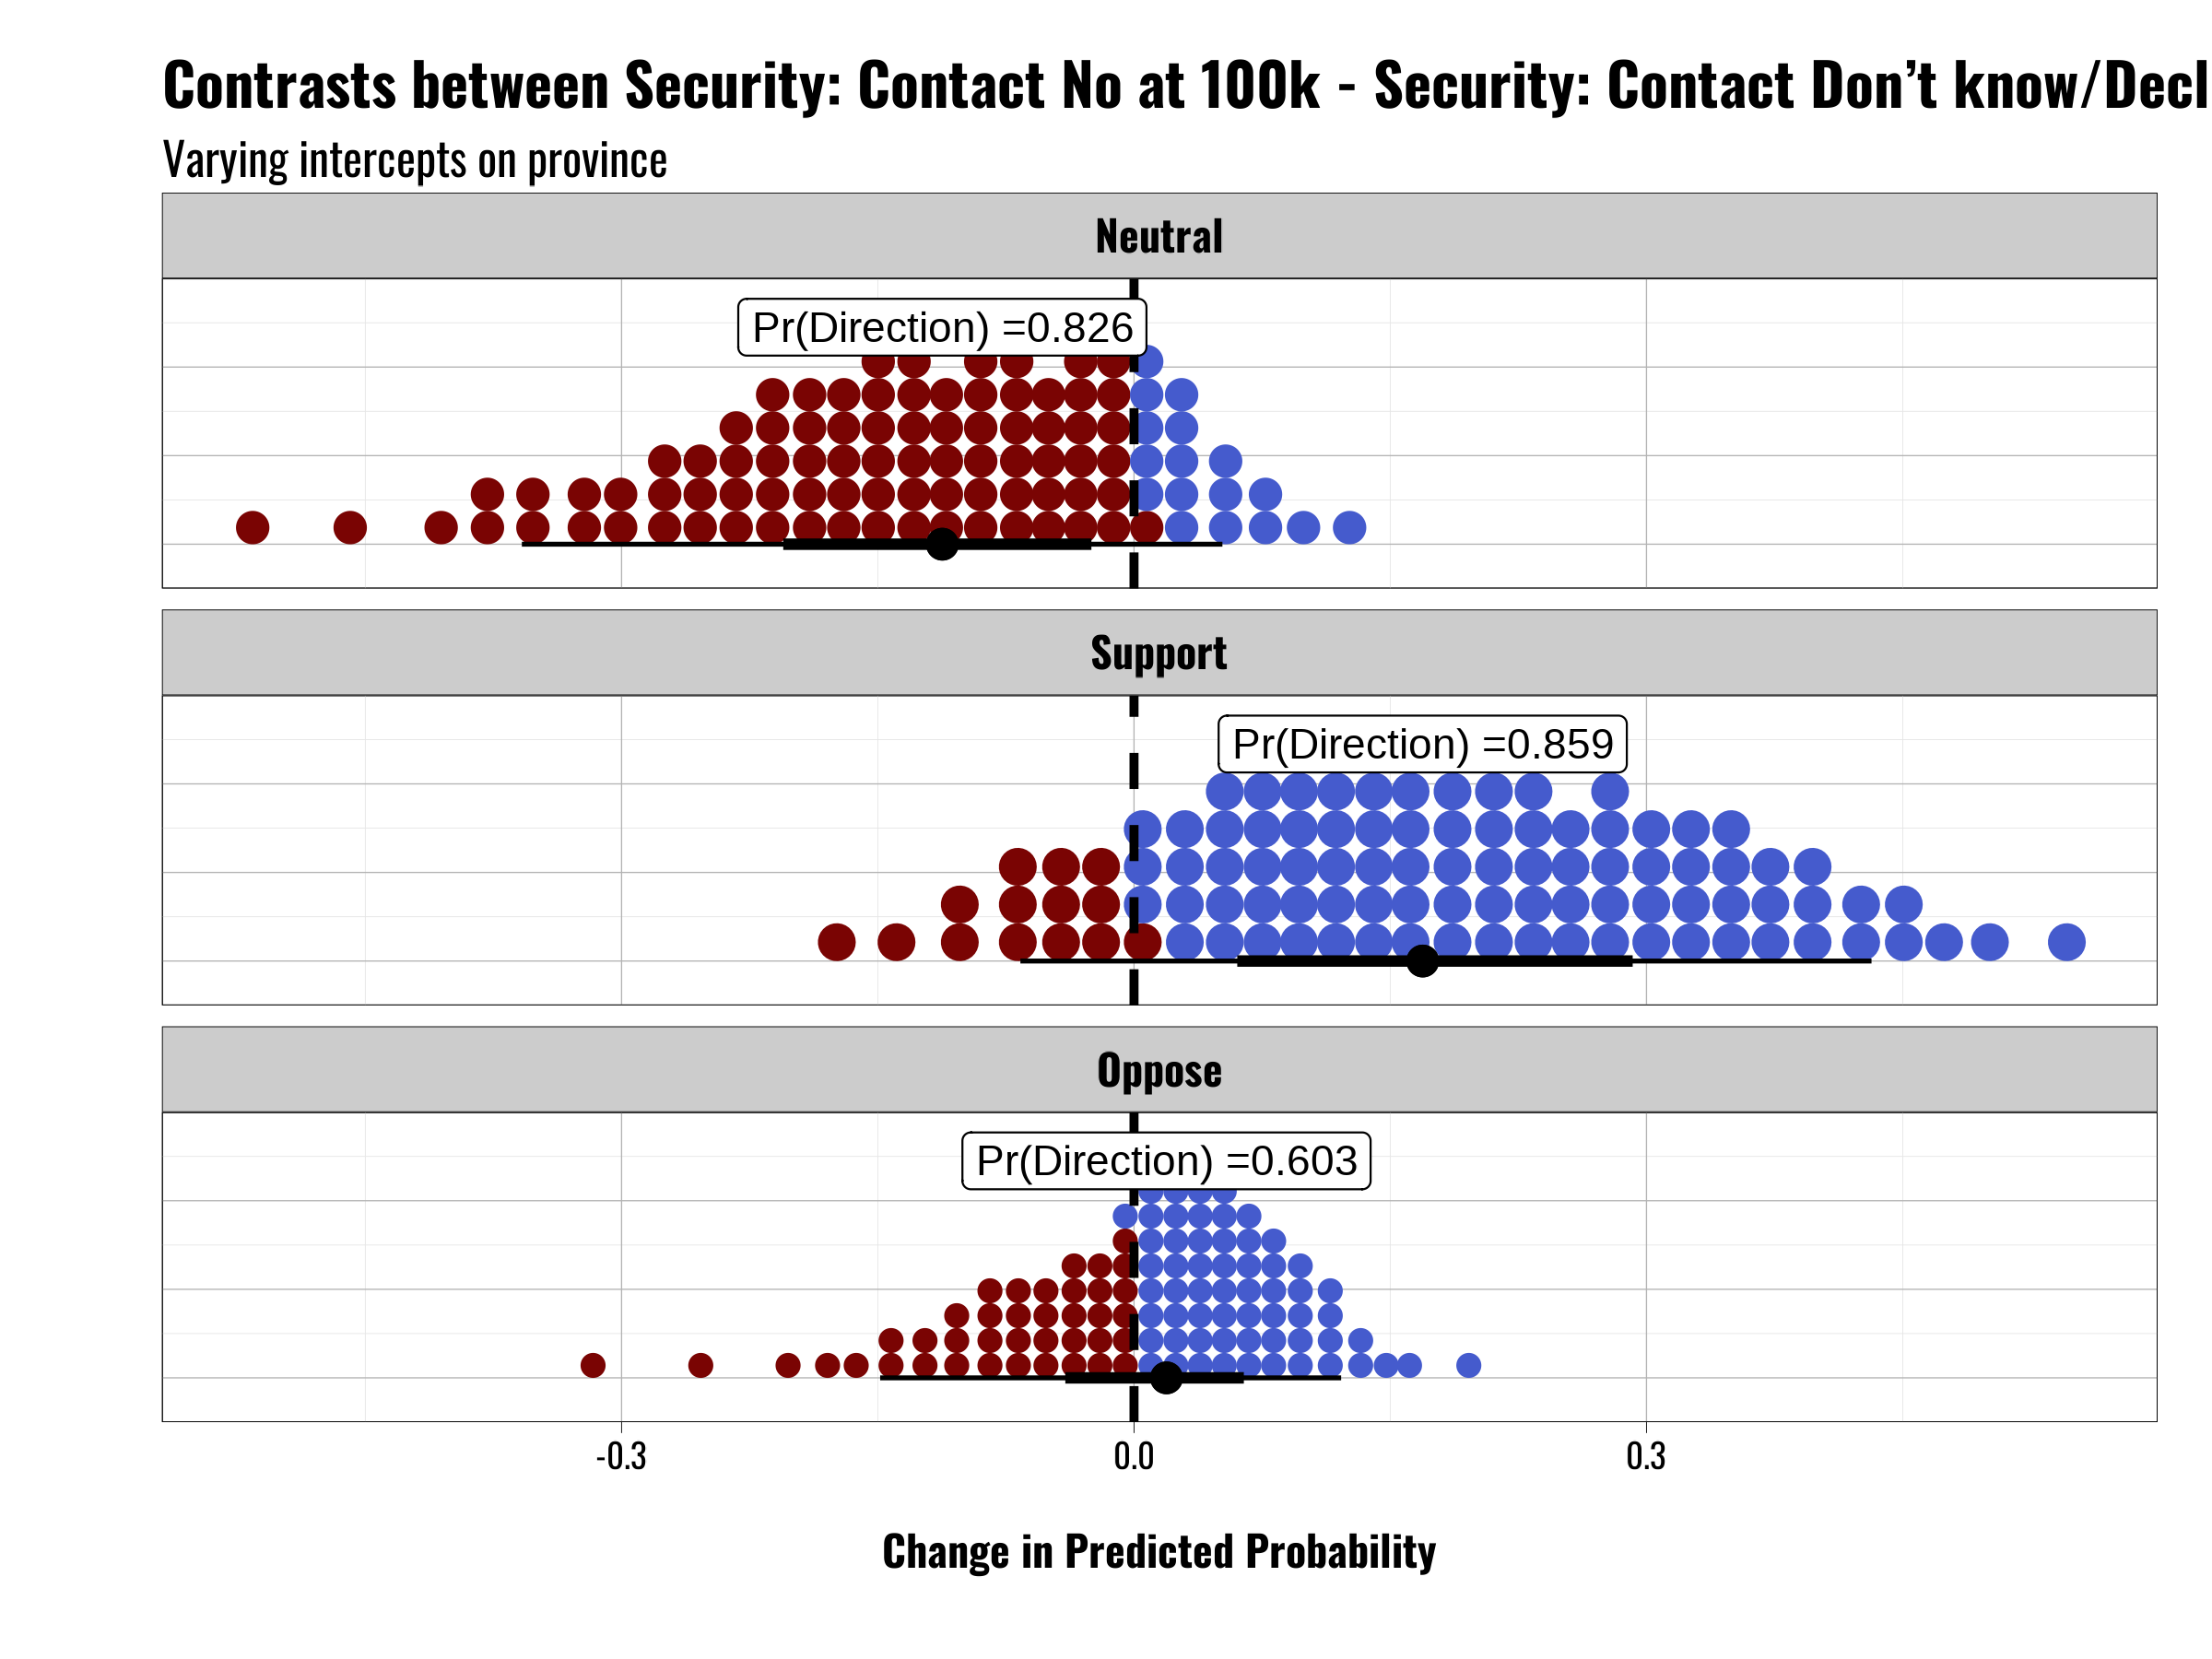 Contrasts between Security: Contact No at 100k - Security: Contact Don’t know/Decl
Varying intercepts on province
Neutral
Pr(Direction) =0.826
Support
Pr(Direction) =0.859
Oppose
Pr(Direction) =0.603
-0.3 0.0 0.3
Change in Predicted Probability